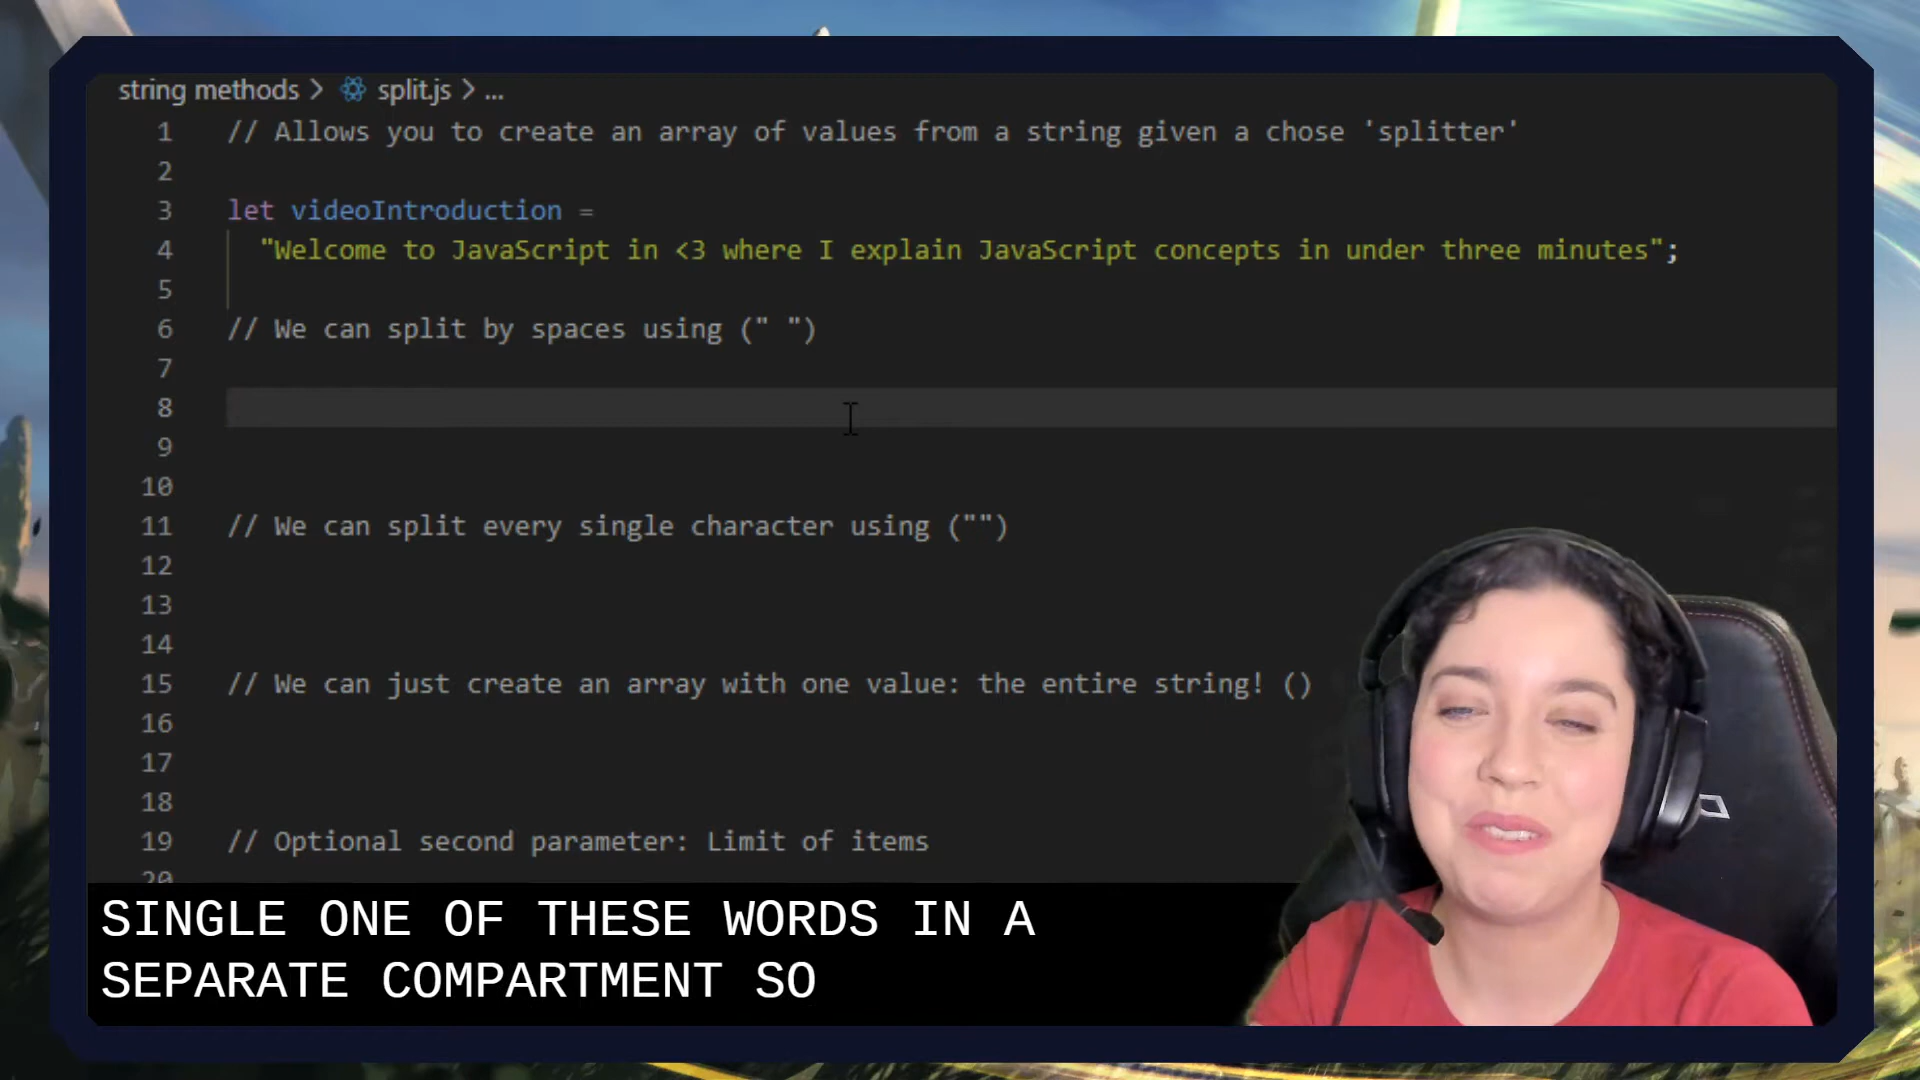 string methods > split.js > ...
1 // Allows you to create an array of values from a string given a chose 'splitter'
2
3 let videoIntroduction =
4 "Welcome to JavaScript in <3 where I explain JavaScript concepts in under three minutes";
5
6 // We can split by spaces using (" ")
7
8
9
10
11 // We can split every single character using ("")
12
13
14
15 // We can just create an array with one value: the entire string! ()
16
17
18
19 // Optional second parameter: Limit of items
20
SINGLE ONE OF THESE WORDS IN A
SEPARATE COMPARTMENT SO